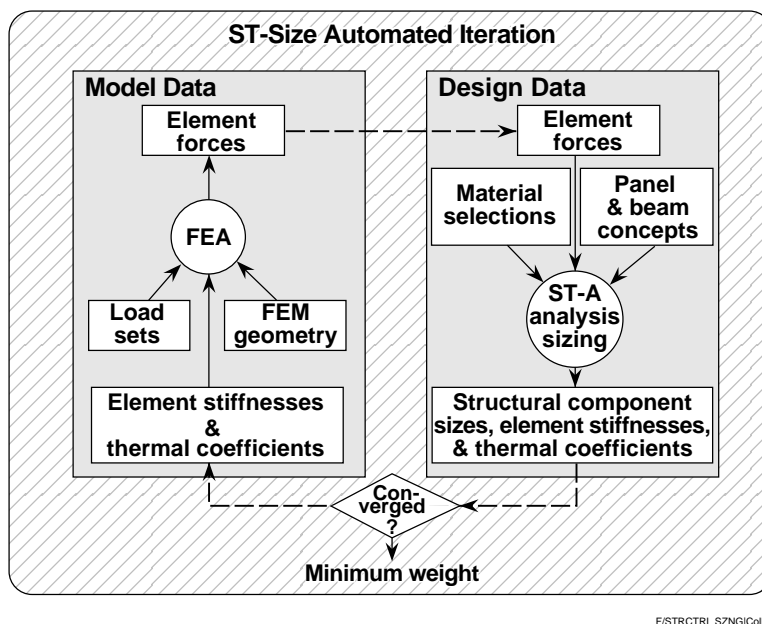 ST-Size Automated Iteration
Model Data
Element
forces
FEA
Load
sets
FEM
geometry
Element stiffnesses
&
thermal coefficients
Design Data
Element
forces
Material
selections
Panel
& beam
concepts
ST-A
analysis
sizing
Structural component
sizes, element stiffnesses,
& thermal coefficients
Con-
verged
?
Minimum weight